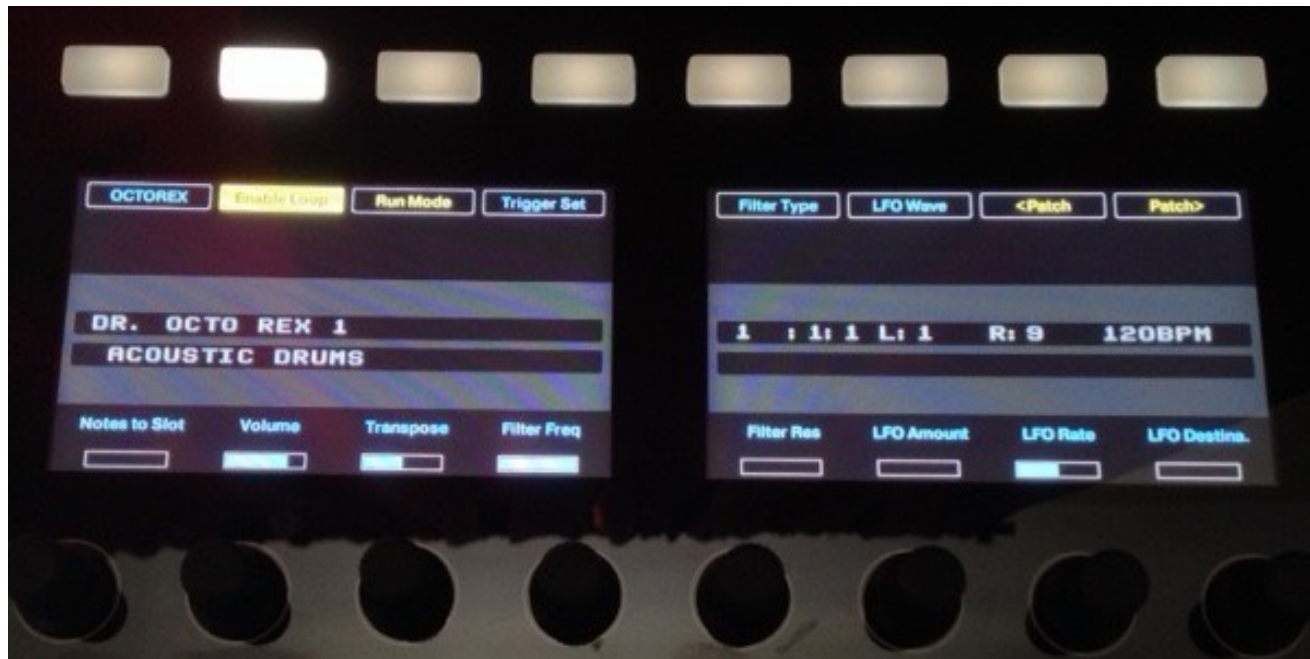 OCTOREX Enable Loop Run Mode Trigger Set
DR. OCTO REX 1
ACOUSTIC DRUMS
Notes to Slot Volume Transpose Filter Freq
Filter Type LFO Wave <Patch Patch>
1 : 1: 1 L: 1 R: 9 120BPM
Filter Res LFO Amount LFO Rate LFO Destina.